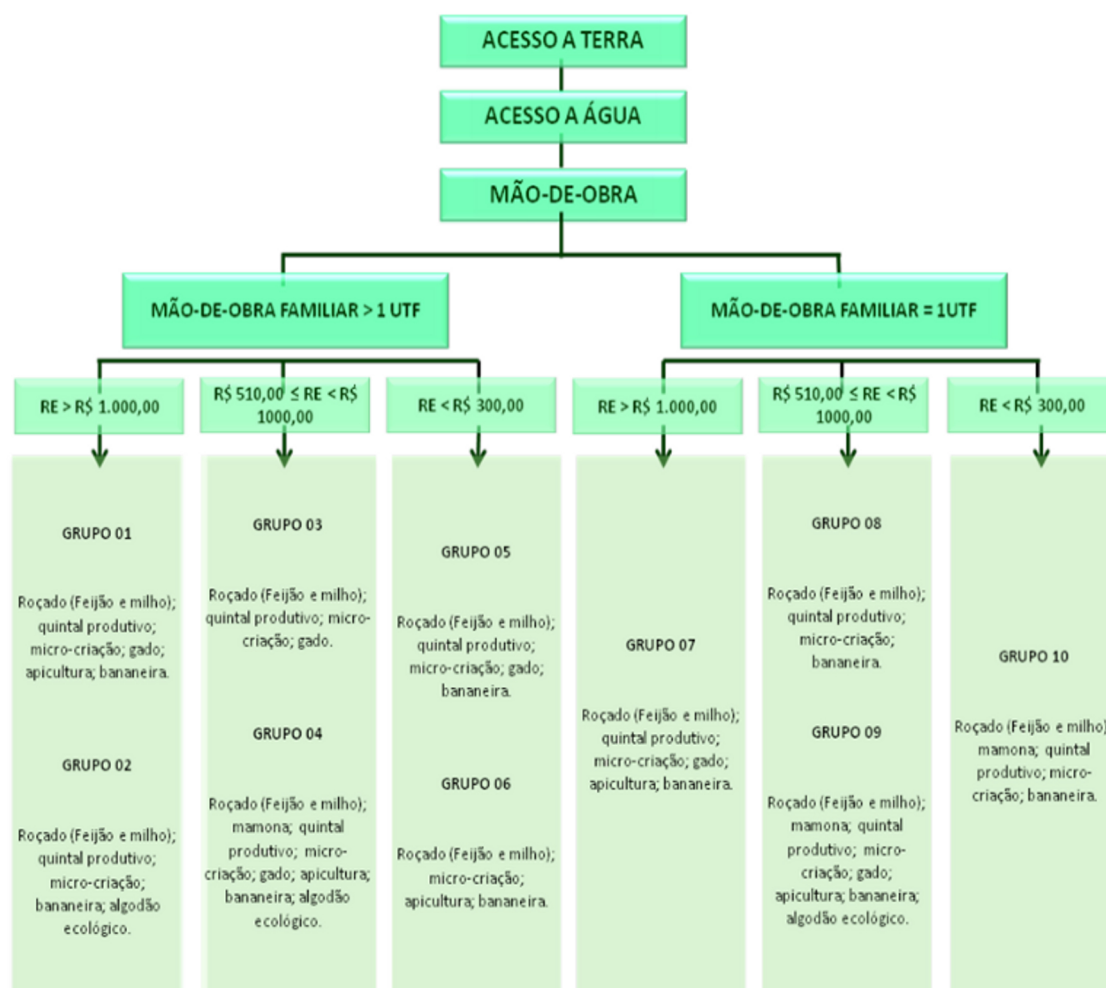 ACESSO A TERRA
ACESSO A ÁGUA
MÃO-DE-OBRA
MÃO-DE-OBRA FAMILIAR > 1 UTF
MÃO-DE-OBRA FAMILIAR = 1UTF
RE > R$ 1.000,00
R$ 510,00 ≤ RE < R$
1000,00
RE < R$ 300,00
RE > R$ 1.000,00
R$ 510,00 ≤ RE < R$
1000,00
RE < R$ 300,00
GRUPO 01
Roçado (Feijão e milho);
quintal produtivo;
micro-criação; gado;
apicultura; bananeira.
GRUPO 02
Roçado (Feijão e milho);
quintal produtivo;
micro-criação;
bananeira; algodão
ecológico.
GRUPO 03
Roçado (Feijão e milho);
quintal produtivo; micro-
criação; gado.
GRUPO 04
Roçado (Feijão e milho);
mamona; quintal
produtivo; micro-
criação; gado; apicultura;
bananeira; algodão
ecológico.
GRUPO 05
Roçado (Feijão e milho);
quintal produtivo;
micro-criação; gado;
bananeira.
GRUPO 06
Roçado (Feijão e milho);
micro-criação;
apicultura; bananeira.
GRUPO 07
Roçado (Feijão e milho);
quintal produtivo;
micro-criação; gado;
apicultura; bananeira.
GRUPO 08
Roçado (Feijão e milho);
quintal produtivo;
micro-criação;
bananeira.
GRUPO 09
Roçado (Feijão e milho);
mamona; quintal
produtivo; micro-
criação; gado;
apicultura; bananeira;
algodão ecológico.
GRUPO 10
Roçado (Feijão e milho)
mamona; quintal
produtivo; micro-
criação; bananeira.